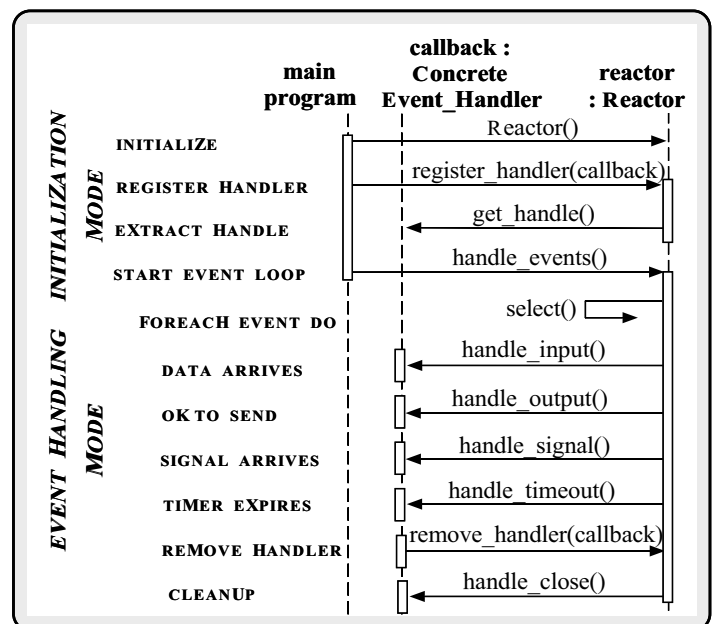 callback :
main Concrete reactor
program Event_Handler : Reactor
INITIALIZATION
MODE
INITIALIZE Reactor()
REGISTER HANDLER register_handler(callback)
EXTRACT HANDLE get_handle()
START EVENT LOOP handle_events()
EVENT HANDLING
MODE
FOREACH EVENT DO select()
DATA ARRIVES handle_input()
OK TO SEND handle_output()
SIGNAL ARRIVES handle_signal()
TIMER EXPIRES handle_timeout()
REMOVE HANDLER remove_handler(callback)
CLEANUP handle_close()